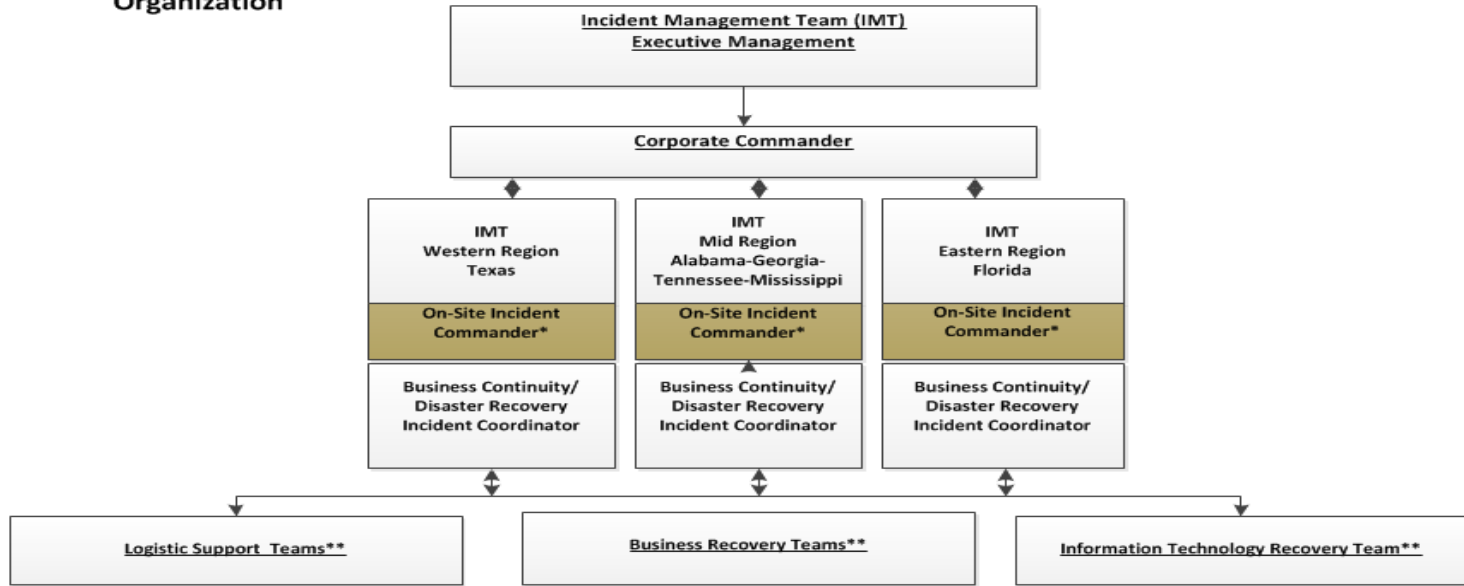 Organization
Incident Management Team (IMT)
Executive Management
Corporate Commander
IMT
Western Region
Texas
On-Site Incident
Commander*
Business Continuity/
Disaster Recovery
Incident Coordinator
IMT
Mid Region
Alabama-Georgia-
Tennessee-Mississippi
On-Site Incident
Commander*
Business Continuity/
Disaster Recovery
Incident Coordinator
IMT
Eastern Region
Florida
On-Site Incident
Commander*
Business Continuity/
Disaster Recovery
Incident Coordinator
Logistic Support Teams**
Business Recovery Teams**
Information Technology Recovery Team**